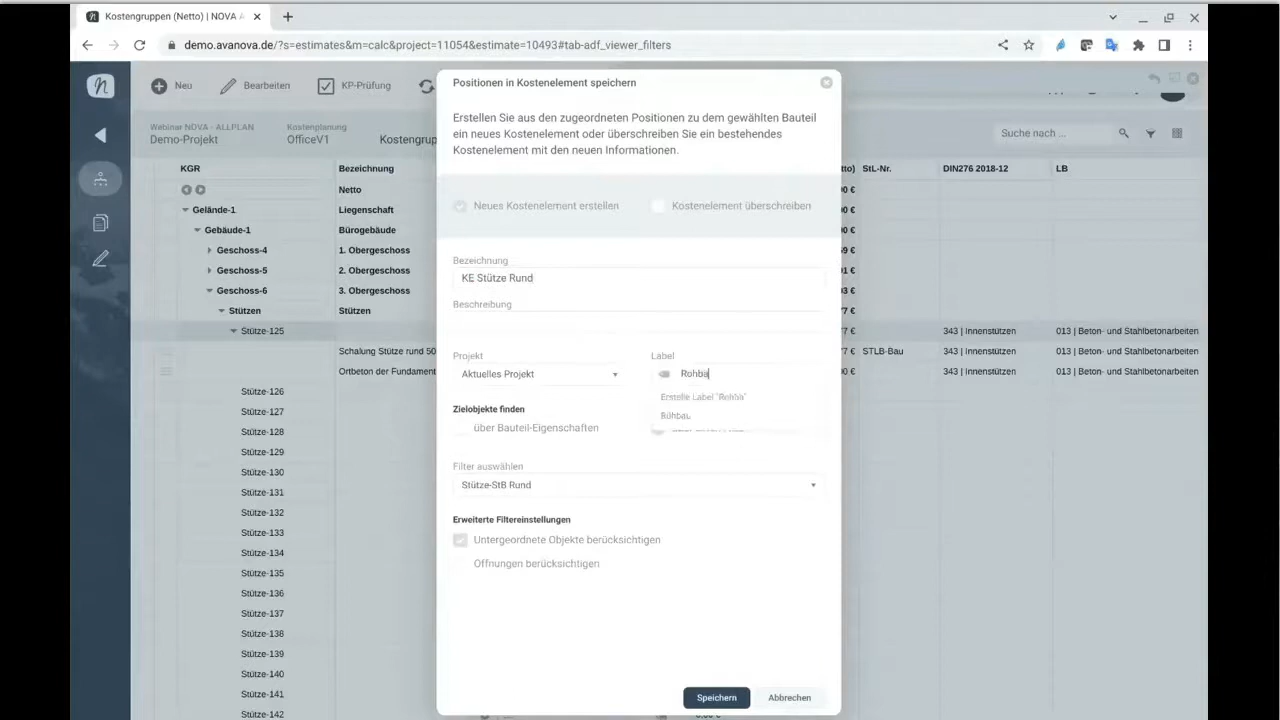 Kostengruppen (Netto) | NOVA A
demo.avanova.de/?s=estimates&m=calc&project=11054&estimate=10493#tab-adf_viewer_filters
Neu
Bearbeiten
KP-Prüfung
Webinar NOVA - ALLPLAN
Demo-Projekt
Kostenplanung
OfficeV1
Kostengrup
Suche nach ...
KGR
Bezeichnung
StL-Nr.
DIN276 2018-12
LB
Netto
Gelände-1
Liegenschaft
Gebäude-1
Bürogebäude
Geschoss-4
1. Obergeschoss
Geschoss-5
2. Obergeschoss
Geschoss-6
3. Obergeschoss
Stützen
Stützen
Stütze-125
343 | Innenstützen
013 | Beton- und Stahlbetonarbeiten
Schalung Stütze rund 50
STLB-Bau
343 | Innenstützen
013 | Beton- und Stahlbetonarbeiten
Ortbeton der Fundament
343 | Innenstützen
013 | Beton- und Stahlbetonarbeiten
Stütze-126
Stütze-127
Stütze-128
Stütze-129
Stütze-130
Stütze-131
Stütze-132
Stütze-133
Stütze-134
Stütze-135
Stütze-136
Stütze-137
Stütze-138
Stütze-139
Stütze-140
Stütze-141
Stütze-142
Positionen in Kostenelement speichern
Erstellen Sie aus den zugeordneten Positionen zu dem gewählten Bauteil
ein neues Kostenelement oder überschreiben Sie ein bestehendes
Kostenelement mit den neuen Informationen.
Neues Kostenelement erstellen
Kostenelement überschreiben
Bezeichnung
KE Stütze Rund
Beschreibung
Projekt
Aktuelles Projekt
Label
Rohba
Erstelle Label "Rohba"
Zielobjekte finden
über Bauteil-Eigenschaften
Filter auswählen
Stütze-StB Rund
Erweiterte Filtereinstellungen
Untergeordnete Objekte berücksichtigen
Öffnungen berücksichtigen
Speichern
Abbrechen